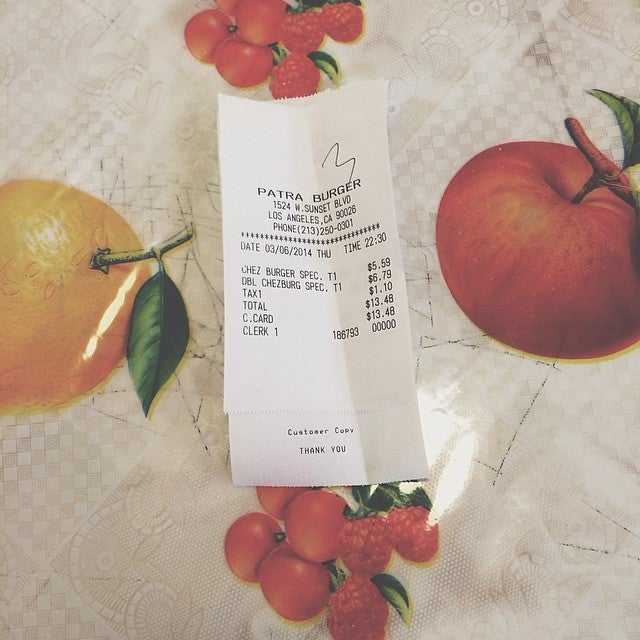 PATRA BURGER
1524 W.SUNSET BLVD
LOS ANGELES,CA 90026
PHONE(213)250-0301
DATE 03/06/2014 THU TIME 22:30
CHEZ BURGER SPEC. T1 $5.59
DBL CHEZBURG SPEC. T1 $6.79
TAX1 $1.10
TOTAL $13.48
C.CARD $13.48
CLERK 1 186793 00000
Customer Copy
THANK YOU